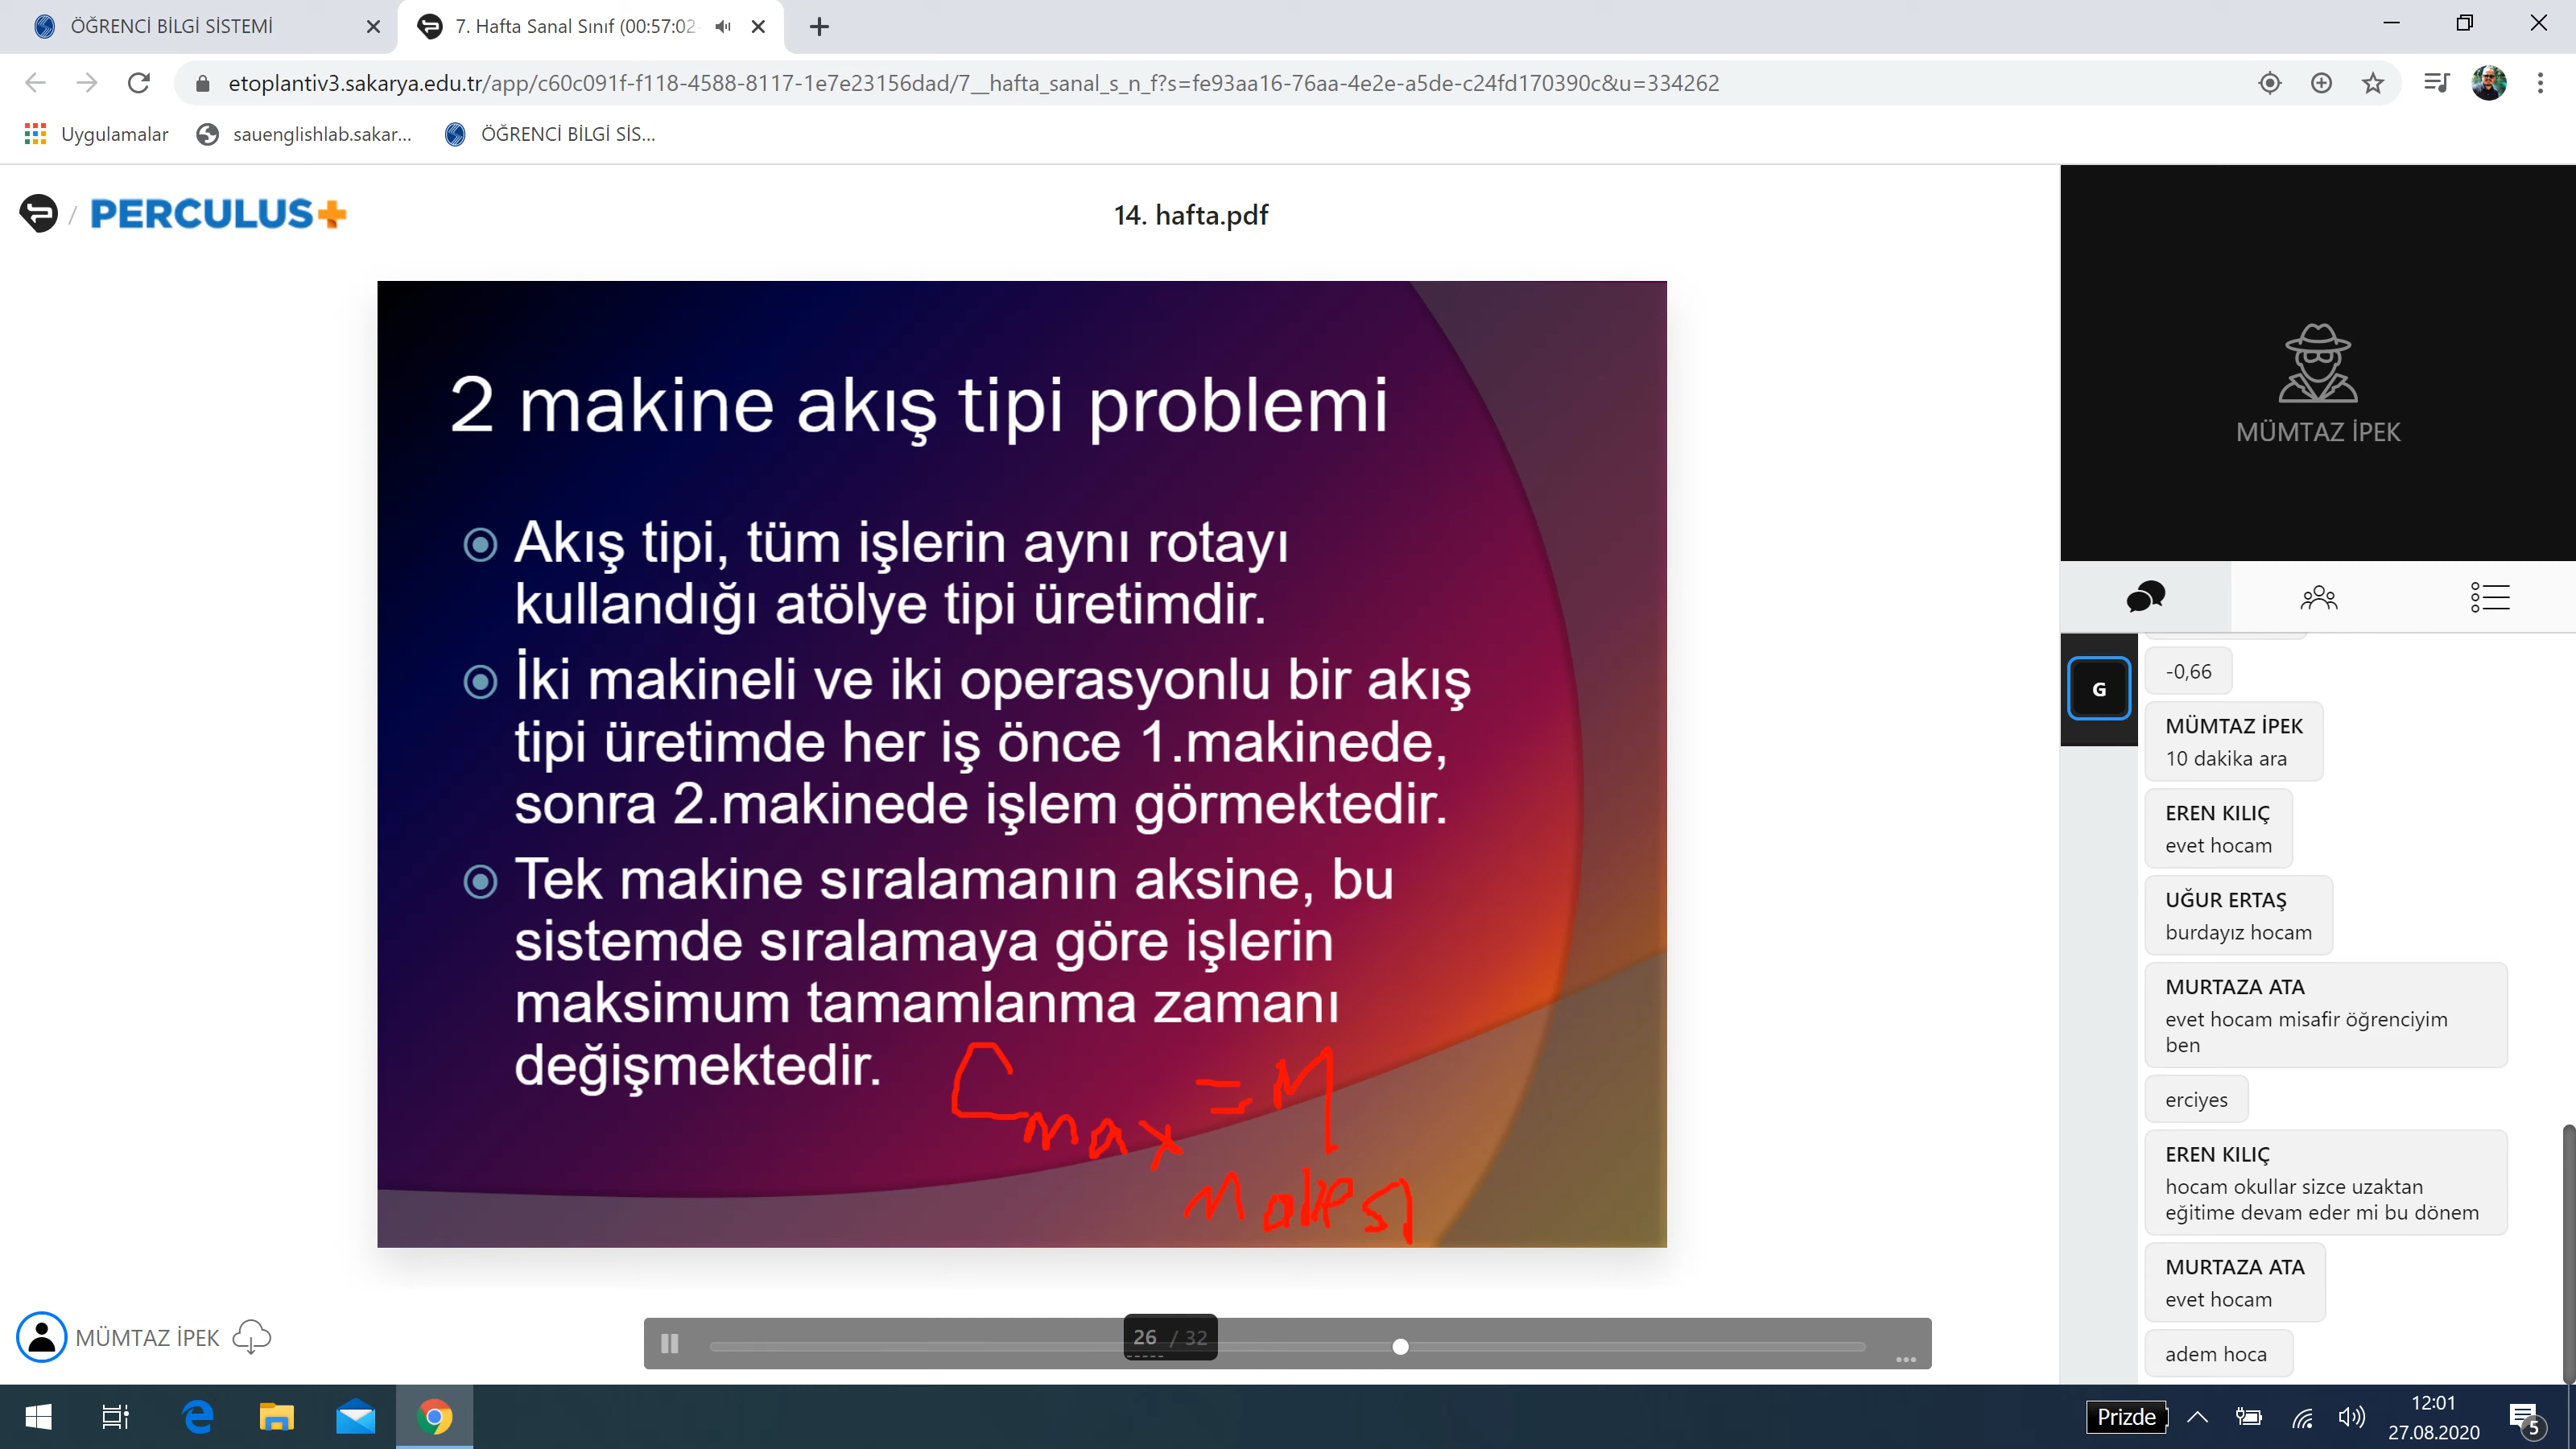 ÖĞRENCİ BİLGİ SİSTEMİ
7. Hafta Sanal Sınıf (00:57:02
etoplantiv3.sakarya.edu.tr/app/c60c091f-f118-4588-8117-1e7e23156dad/7__hafta_sanal_s_n_f?s=fe93aa16-76aa-4e2e-a5de-c24fd170390c&u=334262
Uygulamalar
sauenglishlab.sakar...
ÖĞRENCİ BİLGİ SİS...
/ PERCULUS+
14. hafta.pdf
2 makine akış tipi problemi
Akış tipi, tüm işlerin aynı rotayı
kullandığı atölye tipi üretimdir.
İki makineli ve iki operasyonlu bir akış
tipi üretimde her iş önce 1.makinede,
sonra 2.makinede işlem görmektedir.
Tek makine sıralamanın aksine, bu
sistemde sıralamaya göre işlerin
maksimum tamamlanma zamanı
değişmektedir.
Cmax = M
MÜMTAZ İPEK
G
-0,66
MÜMTAZ İPEK
10 dakika ara
EREN KILIÇ
evet hocam
UĞUR ERTAŞ
burdayız hocam
MURTAZA ATA
evet hocam misafir öğrenciyim
ben
erciyes
EREN KILIÇ
hocam okullar sizce uzaktan
eğitime devam eder mi bu dönem
MURTAZA ATA
evet hocam
adem hoca
MÜMTAZ İPEK
26 / 32
Prizde
12:01
27.08.2020
5